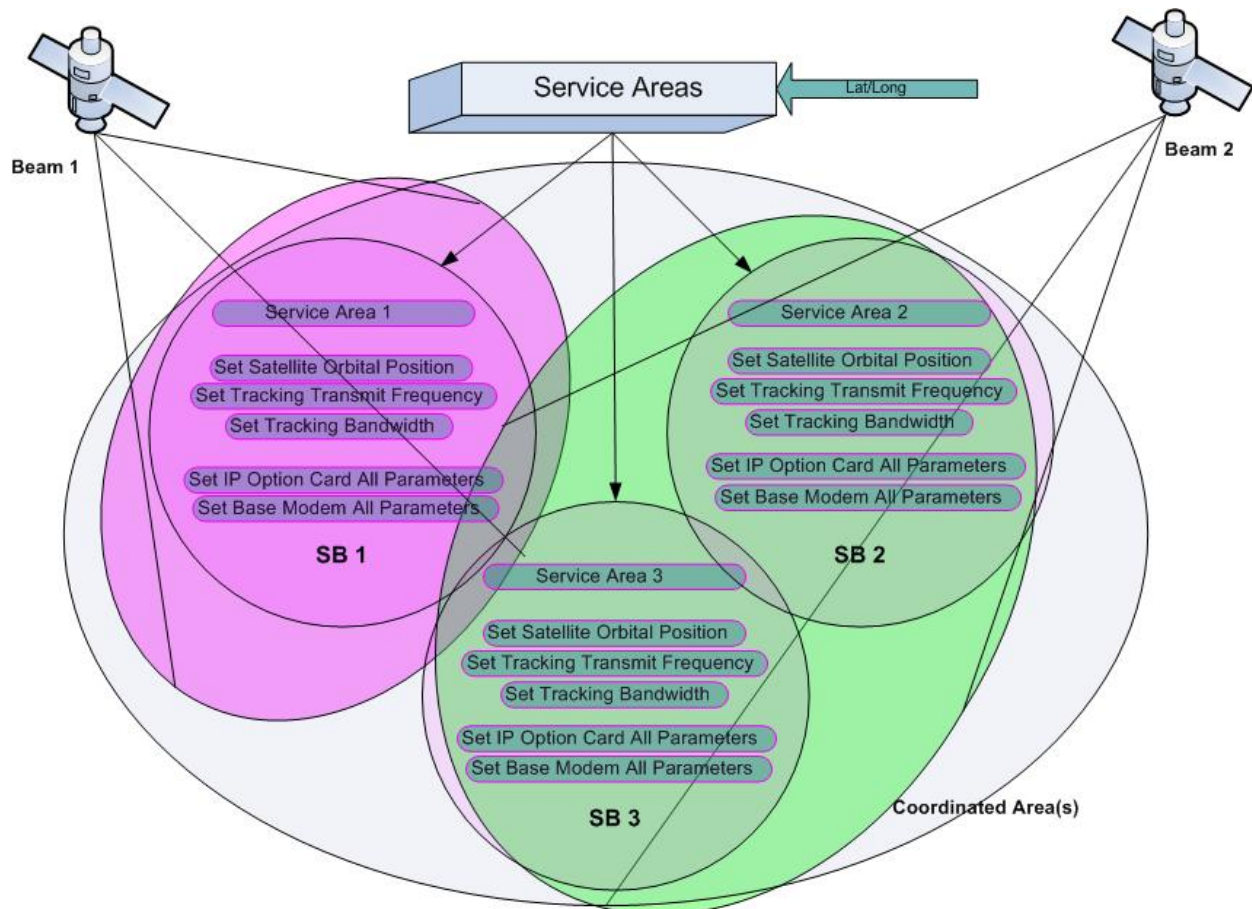 Service Areas
Lat/Long
Beam 1
Beam 2
Service Area 1
Set Satellite Orbital Position
Set Tracking Transmit Frequency
Set Tracking Bandwidth
Set IP Option Card All Parameters
Set Base Modem All Parameters
SB 1
Service Area 2
Set Satellite Orbital Position
Set Tracking Transmit Frequency
Set Tracking Bandwidth
Set IP Option Card All Parameters
Set Base Modem All Parameters
SB 2
Service Area 3
Set Satellite Orbital Position
Set Tracking Transmit Frequency
Set Tracking Bandwidth
Set IP Option Card All Parameters
Set Base Modem All Parameters
SB 3
Coordinated Area(s)